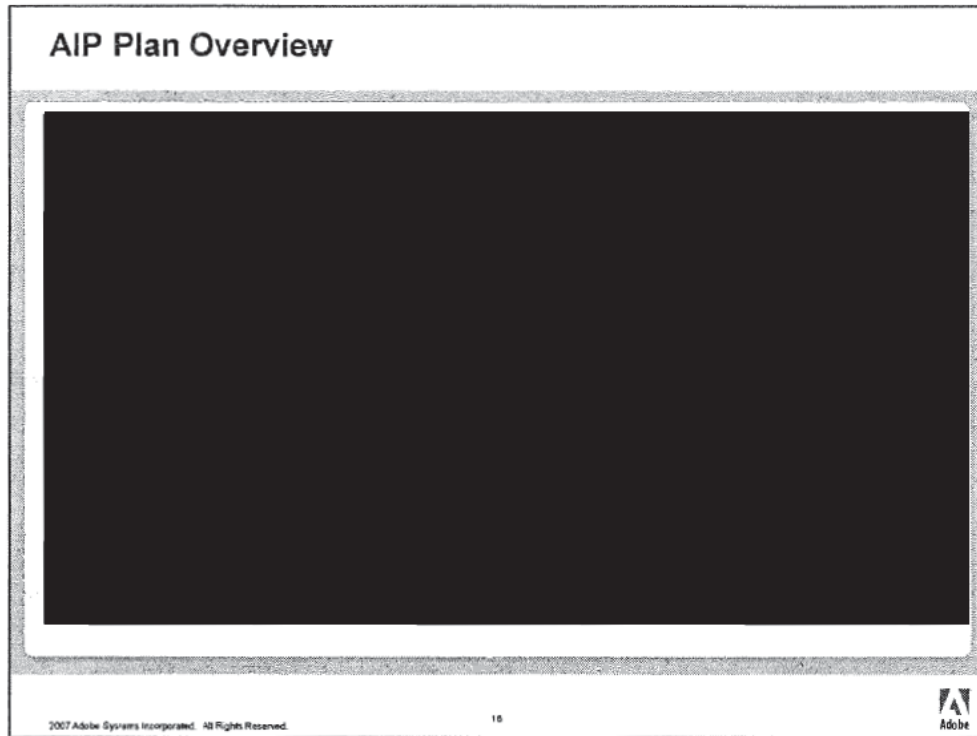 AIP Plan Overview
2007 Adobe Systems Incorporated. All Rights Reserved.
16
Adobe